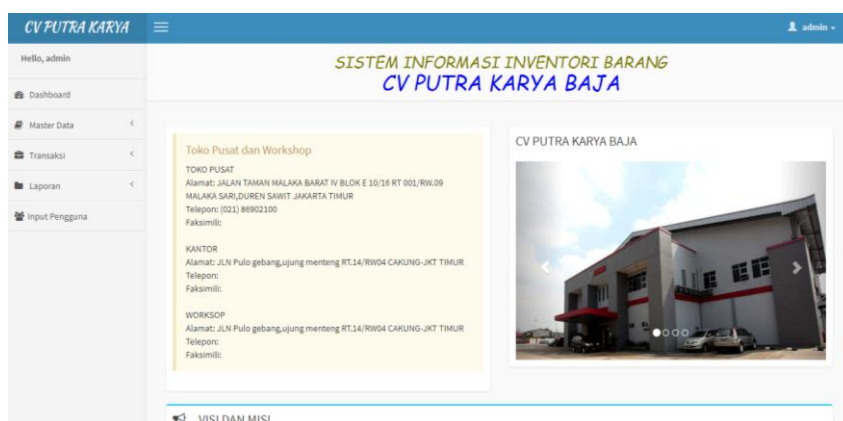 CV PUTRA KARYA
admin
Hello, admin
Dashboard
Master Data
Transaksi
Laporan
Input Pengguna
SISTEM INFORMASI INVENTORI BARANG
CV PUTRA KARYA BAJA
Toko Pusat dan Workshop
TOKO PUSAT
Alamat: JALAN TAMAN MALAKA BARAT IV BLOK E 10/16 RT 001/RW.09
MALAKA SARI,DUREN SAWIT JAKARTA TIMUR
Telepon: (021) 86902100
Faksimili:
KANTOR
Alamat: JLN Pulo gebang,ujung menteng RT.14/RW04 CAKUNG-JKT TIMUR
Telepon:
Faksimili:
WORKSOP
Alamat: JLN Pulo gebang,ujung menteng RT.14/RW04 CAKUNG-JKT TIMUR
Telepon:
Faksimili:
CV PUTRA KARYA BAJA
VISI DAN MISI